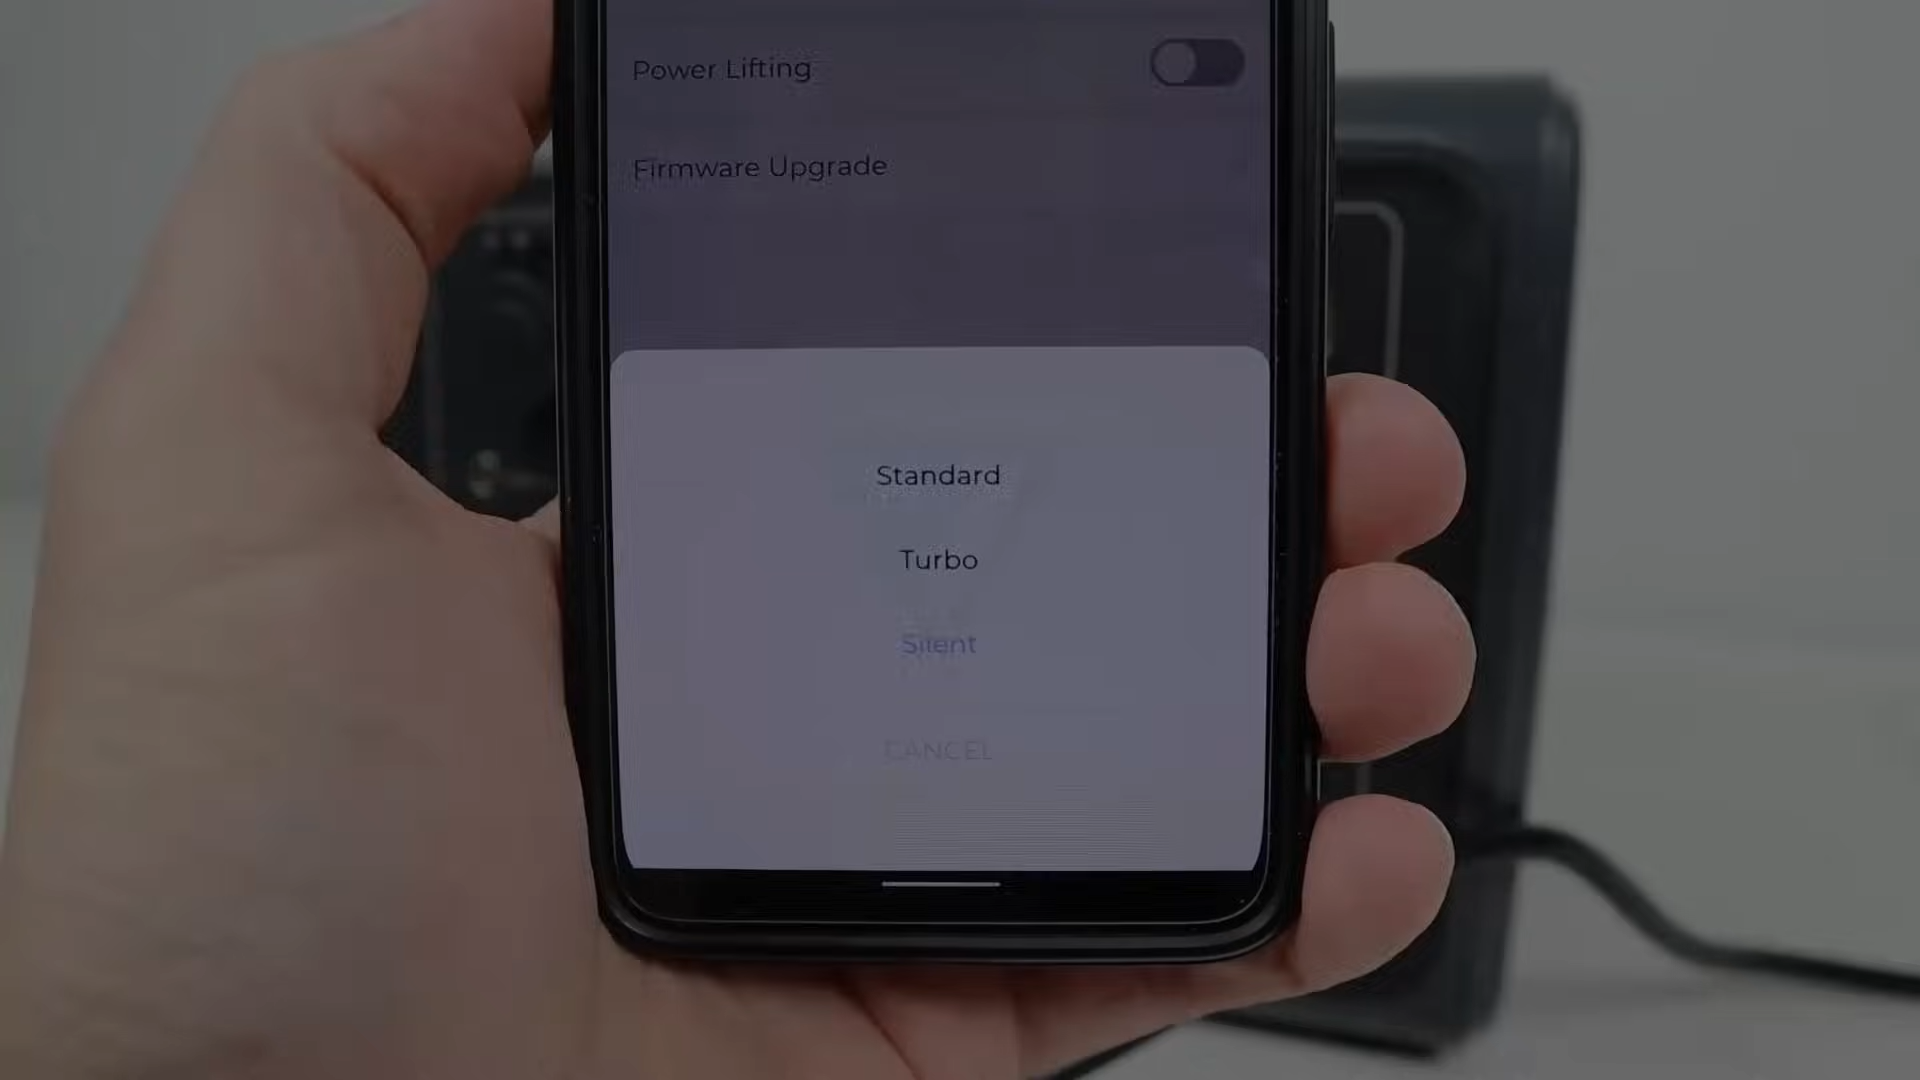 Power Lifting
Firmware Upgrade
Standard
Turbo
Silent
CANCEL